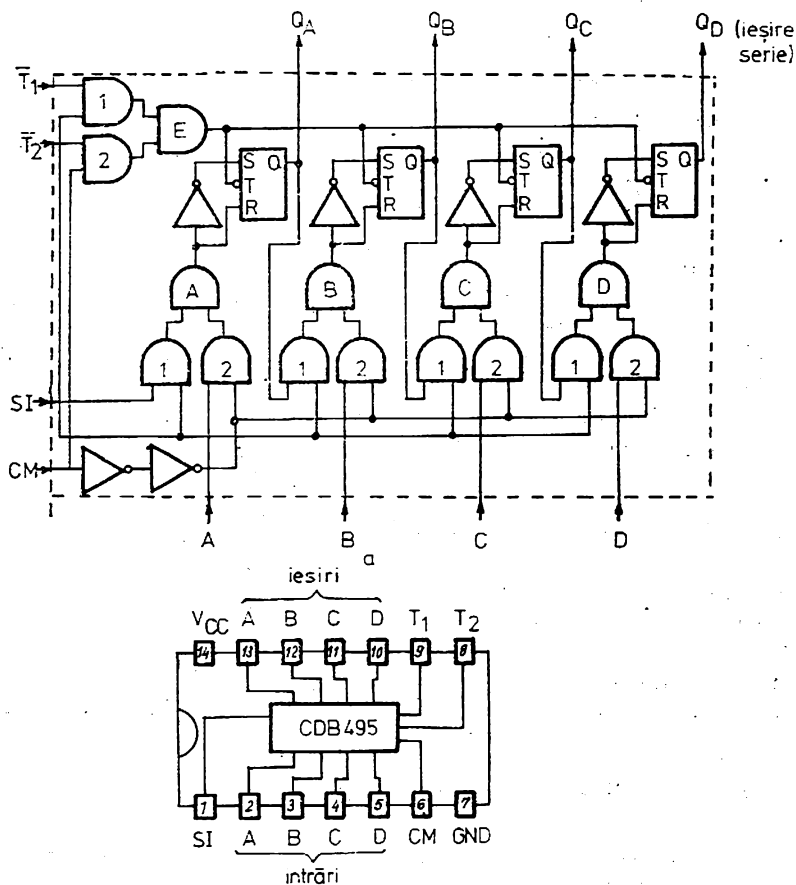 Q_A Q_B Q_C Q_D (ieșire
serie)
T̅1
1
E
T̅2
2
S Q T R
S Q T R
S Q T R
S Q T R
A B C D
1 2 1 2 1 2 1 2
SI
CM
A B C D
a
iesiri
V_CC A B C D T1 T2
14 13 12 11 10 9 8
CDB495
1 2 3 4 5 6 7
SI A B C D CM GND
intrări